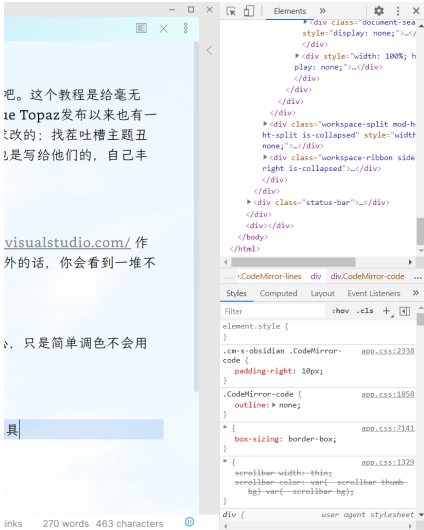 吧。这个教程是给毫无
ue Topaz发布以来也有一
求改的；找茬吐槽主题丑
也是写给他们的，自己丰
visualstudio.com/ 作
外的话，你会看到一堆不
心，只是简单调色不会用
具
inks 270 words 463 characters
Elements »
<div class="document-sea
style="display: none;">…</div>
</div>
<div style="width: 100%; h
play: none;">…</div>
</div>
</div>
</div>
</div>
<div class="workspace-split mod-h
ht-split is-collapsed" style="width
none;">…</div>
<div class="workspace-ribbon side
right is-collapsed">…</div>
</div>
</div>
<div class="status-bar">…</div>
</div>
<div></div>
</body>
</html>
… r.CodeMirror-lines div div.CodeMirror-code …
Styles Computed Layout Event Listeners »
Filter :hov .cls +
element.style {
}
.cm-s-obsidian .CodeMirror- app.css:2338
code {
padding-right: 10px;
}
.CodeMirror-code { app.css:1858
outline: none;
}
* { app.css:7141
box-sizing: border-box;
}
* { app.css:1329
scrollbar width: thin;
scrollbar color: var( scrollbar thumb
bg) var( scrollbar bg);
}
div { user agent stylesheet